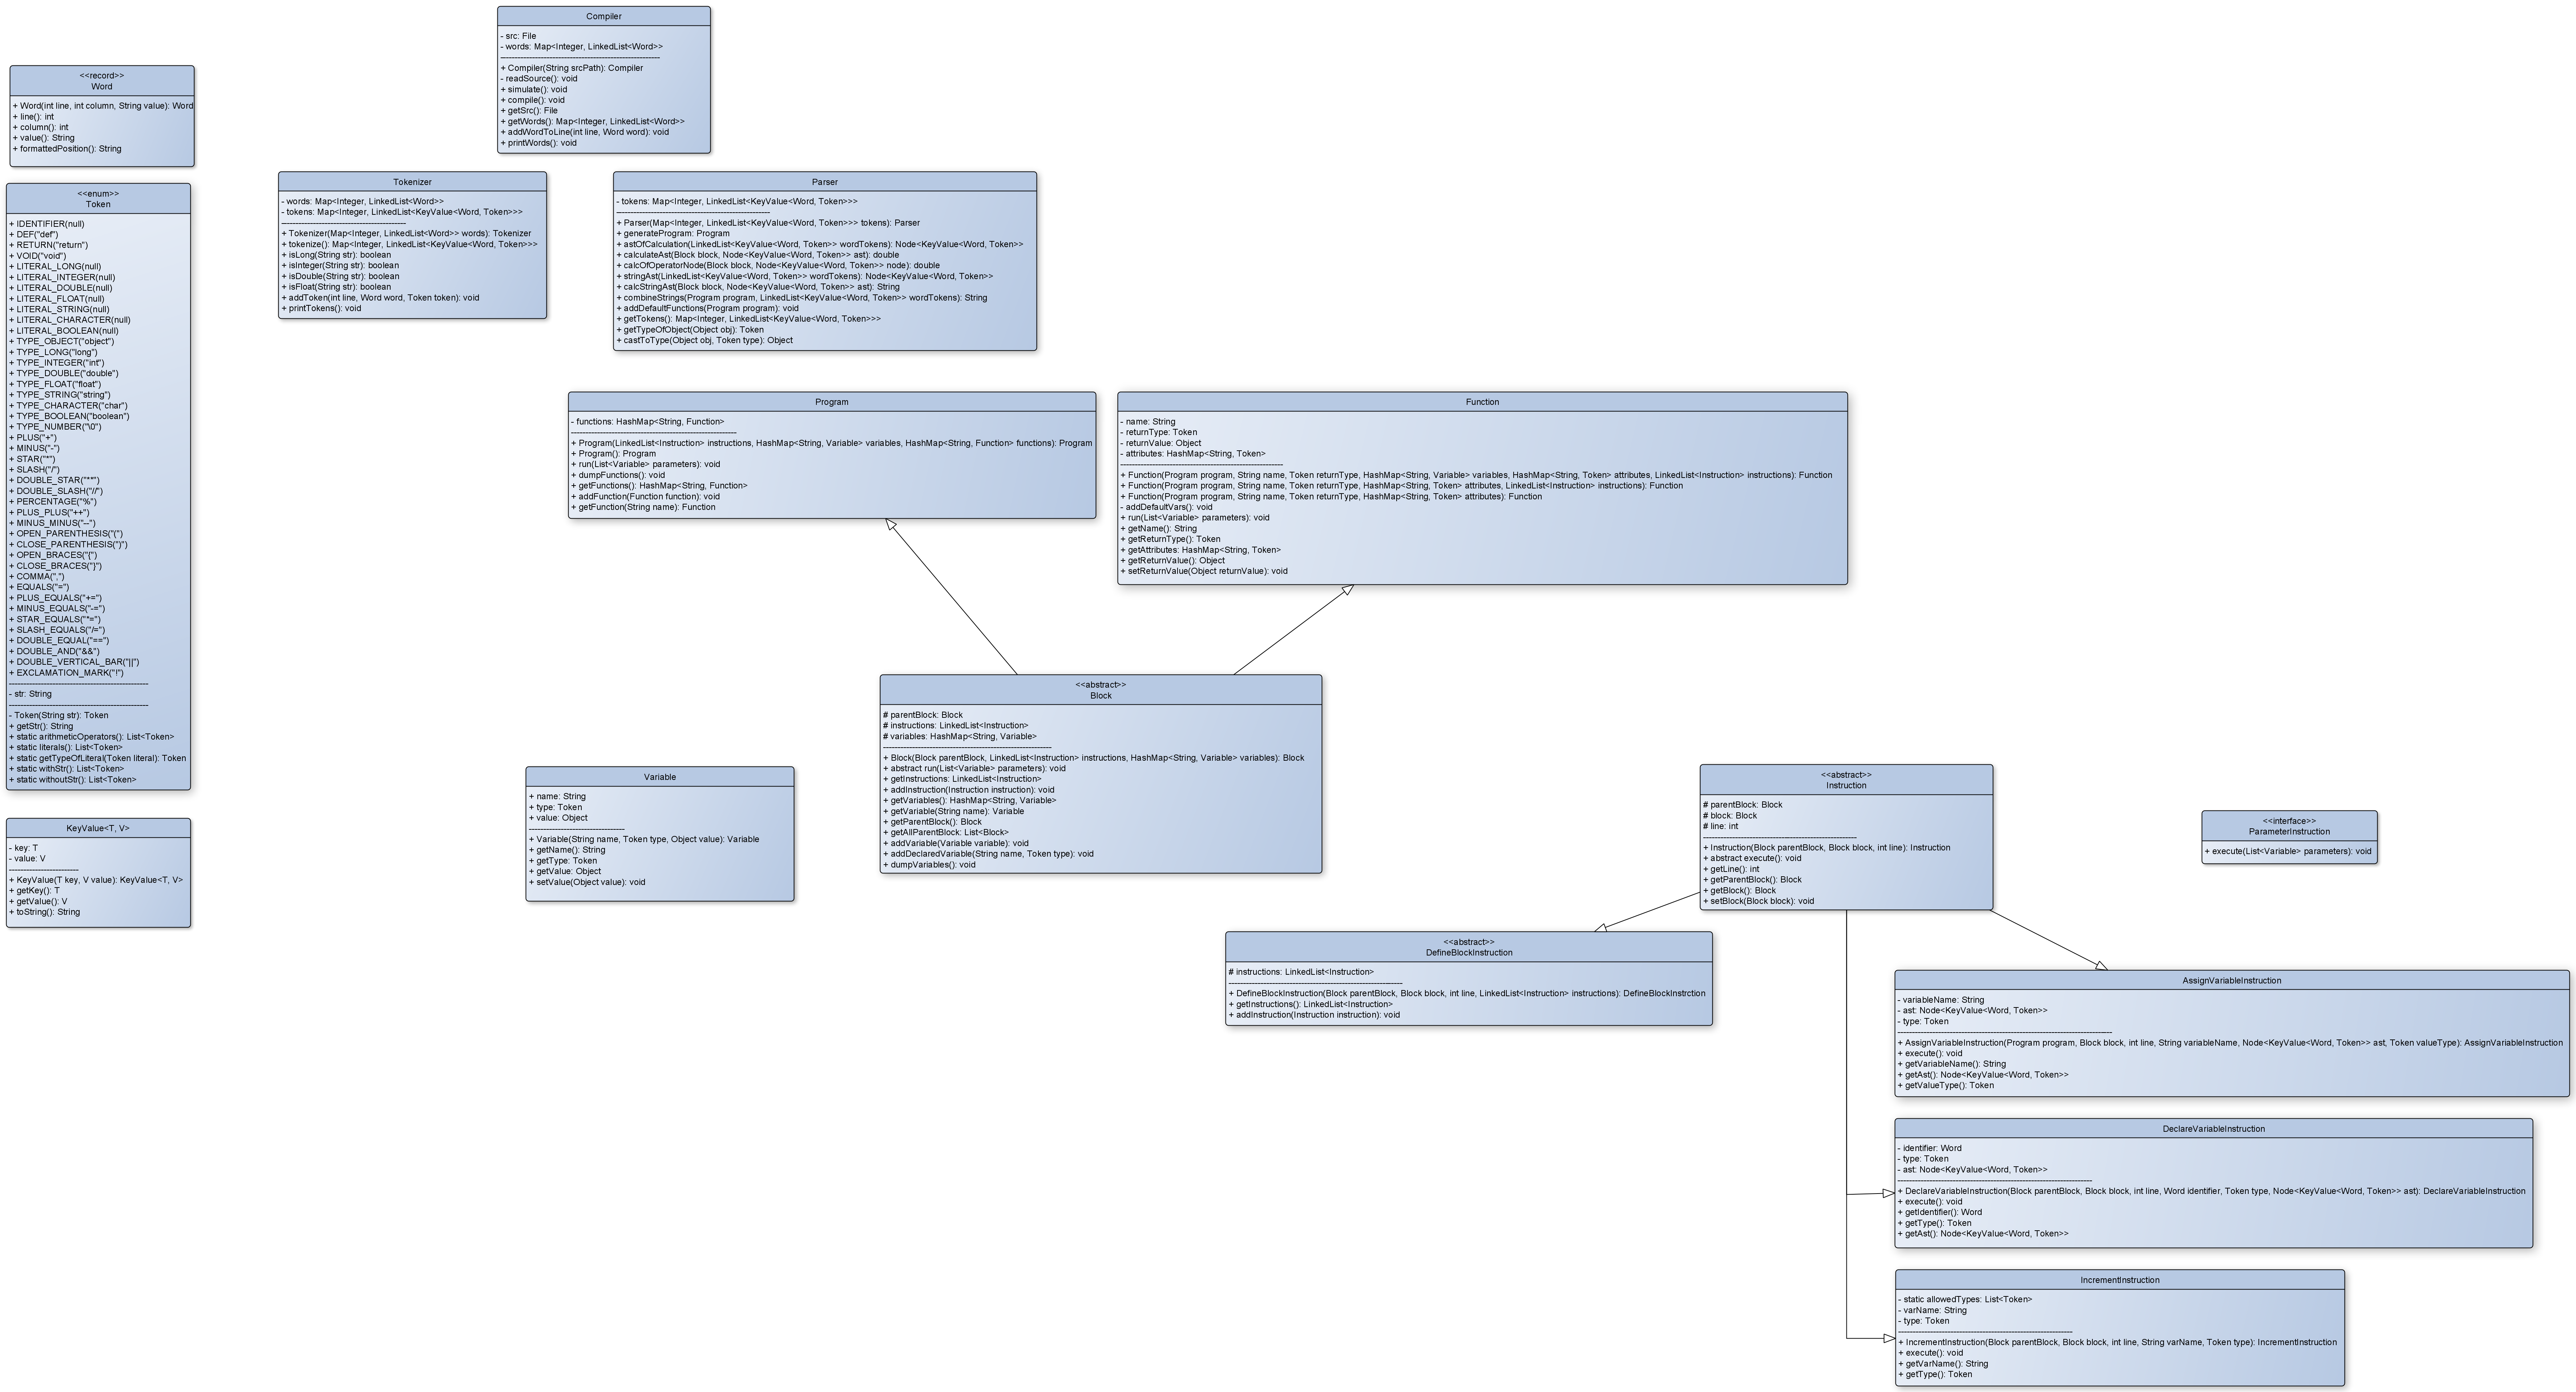 Compiler
- src: File
- words: Map<Integer, LinkedList<Word>>
+ Compiler(String srcPath): Compiler
- readSource(): void
+ simulate(): void
+ compile(): void
+ getSrc(): File
+ getWords(): Map<Integer, LinkedList<Word>>
+ addWordToLine(int line, Word word): void
+ printWords(): void
<<record>>
Word
+ Word(int line, int column, String value): Word
+ line(): int
+ column(): int
+ value(): String
+ formattedPosition(): String
<<enum>>
Token
+ IDENTIFIER(null)
+ DEF("def")
+ RETURN("return")
+ VOID("void")
+ LITERAL_LONG(null)
+ LITERAL_INTEGER(null)
+ LITERAL_DOUBLE(null)
+ LITERAL_FLOAT(null)
+ LITERAL_STRING(null)
+ LITERAL_CHARACTER(null)
+ LITERAL_BOOLEAN(null)
+ TYPE_OBJECT("object")
+ TYPE_LONG("long")
+ TYPE_INTEGER("int")
+ TYPE_DOUBLE("double")
+ TYPE_FLOAT("float")
+ TYPE_STRING("string")
+ TYPE_CHARACTER("char")
+ TYPE_BOOLEAN("boolean")
+ TYPE_NUMBER("\0")
+ PLUS("+")
+ MINUS("-")
+ STAR("*")
+ SLASH("/")
+ DOUBLE_STAR("**")
+ DOUBLE_SLASH("//")
+ PERCENTAGE("%")
+ PLUS_PLUS("++")
+ MINUS_MINUS("--")
+ OPEN_PARENTHESIS("(")
+ CLOSE_PARENTHESIS(")")
+ OPEN_BRACES("{")
+ CLOSE_BRACES("}")
+ COMMA(",")
+ EQUALS("=")
+ PLUS_EQUALS("+=")
+ MINUS_EQUALS("-=")
+ STAR_EQUALS("*=")
+ SLASH_EQUALS("/=")
+ DOUBLE_EQUAL("==")
+ DOUBLE_AND("&&")
+ DOUBLE_VERTICAL_BAR("||")
+ EXCLAMATION_MARK("!")
- str: String
- Token(String str): Token
+ getStr(): String
+ static arithmeticOperators(): List<Token>
+ static literals(): List<Token>
+ static getTypeOfLiteral(Token literal): Token
+ static withStr(): List<Token>
+ static withoutStr(): List<Token>
KeyValue<T, V>
- key: T
- value: V
+ KeyValue(T key, V value): KeyValue<T, V>
+ getKey(): T
+ getValue(): V
+ toString(): String
Tokenizer
- words: Map<Integer, LinkedList<Word>>
- tokens: Map<Integer, LinkedList<KeyValue<Word, Token>>>
+ Tokenizer(Map<Integer, LinkedList<Word>> words): Tokenizer
+ tokenize(): Map<Integer, LinkedList<KeyValue<Word, Token>>>
+ isLong(String str): boolean
+ isInteger(String str): boolean
+ isDouble(String str): boolean
+ isFloat(String str): boolean
+ addToken(int line, Word word, Token token): void
+ printTokens(): void
Parser
- tokens: Map<Integer, LinkedList<KeyValue<Word, Token>>>
+ Parser(Map<Integer, LinkedList<KeyValue<Word, Token>>> tokens): Parser
+ generateProgram: Program
+ astOfCalculation(LinkedList<KeyValue<Word, Token>> wordTokens): Node<KeyValue<Word, Token>>
+ calculateAst(Block block, Node<KeyValue<Word, Token>> ast): double
+ calcOfOperatorNode(Block block, Node<KeyValue<Word, Token>> node): double
+ stringAst(LinkedList<KeyValue<Word, Token>> wordTokens): Node<KeyValue<Word, Token>>
+ calcStringAst(Block block, Node<KeyValue<Word, Token>> ast): String
+ combineStrings(Program program, LinkedList<KeyValue<Word, Token>> wordTokens): String
+ addDefaultFunctions(Program program): void
+ getTokens(): Map<Integer, LinkedList<KeyValue<Word, Token>>>
+ getTypeOfObject(Object obj): Token
+ castToType(Object obj, Token type): Object
Program
- functions: HashMap<String, Function>
+ Program(LinkedList<Instruction> instructions, HashMap<String, Variable> variables, HashMap<String, Function> functions): Program
+ Program(): Program
+ run(List<Variable> parameters): void
+ dumpFunctions(): void
+ getFunctions(): HashMap<String, Function>
+ addFunction(Function function): void
+ getFunction(String name): Function
Function
- name: String
- returnType: Token
- returnValue: Object
- attributes: HashMap<String, Token>
+ Function(Program program, String name, Token returnType, HashMap<String, Variable> variables, HashMap<String, Token> attributes, LinkedList<Instruction> instructions): Function
+ Function(Program program, String name, Token returnType, HashMap<String, Token> attributes, LinkedList<Instruction> instructions): Function
+ Function(Program program, String name, Token returnType, HashMap<String, Token> attributes): Function
- addDefaultVars(): void
+ run(List<Variable> parameters): void
+ getName(): String
+ getReturnType(): Token
+ getAttributes: HashMap<String, Token>
+ getReturnValue(): Object
+ setReturnValue(Object returnValue): void
<<abstract>>
Block
# parentBlock: Block
# instructions: LinkedList<Instruction>
# variables: HashMap<String, Variable>
+ Block(Block parentBlock, LinkedList<Instruction> instructions, HashMap<String, Variable> variables): Block
+ abstract run(List<Variable> parameters): void
+ getInstructions: LinkedList<Instruction>
+ addInstruction(Instruction instruction): void
+ getVariables(): HashMap<String, Variable>
+ getVariable(String name): Variable
+ getParentBlock(): Block
+ getAllParentBlock: List<Block>
+ addVariable(Variable variable): void
+ addDeclaredVariable(String name, Token type): void
+ dumpVariables(): void
Variable
+ name: String
+ type: Token
+ value: Object
+ Variable(String name, Token type, Object value): Variable
+ getName(): String
+ getType: Token
+ getValue: Object
+ setValue(Object value): void
<<abstract>>
Instruction
# parentBlock: Block
# block: Block
# line: int
+ Instruction(Block parentBlock, Block block, int line): Instruction
+ abstract execute(): void
+ getLine(): int
+ getParentBlock(): Block
+ getBlock(): Block
+ setBlock(Block block): void
<<interface>>
ParameterInstruction
+ execute(List<Variable> parameters): void
<<abstract>>
DefineBlockInstruction
# instructions: LinkedList<Instruction>
+ DefineBlockInstruction(Block parentBlock, Block block, int line, LinkedList<Instruction> instructions): DefineBlockInstrction
+ getInstructions(): LinkedList<Instruction>
+ addInstruction(Instruction instruction): void
AssignVariableInstruction
- variableName: String
- ast: Node<KeyValue<Word, Token>>
- type: Token
+ AssignVariableInstruction(Program program, Block block, int line, String variableName, Node<KeyValue<Word, Token>> ast, Token valueType): AssignVariableInstruction
+ execute(): void
+ getVariableName(): String
+ getAst(): Node<KeyValue<Word, Token>>
+ getValueType(): Token
DeclareVariableInstruction
- identifier: Word
- type: Token
- ast: Node<KeyValue<Word, Token>>
+ DeclareVariableInstruction(Block parentBlock, Block block, int line, Word identifier, Token type, Node<KeyValue<Word, Token>> ast): DeclareVariableInstruction
+ execute(): void
+ getIdentifier(): Word
+ getType(): Token
+ getAst(): Node<KeyValue<Word, Token>>
IncrementInstruction
- static allowedTypes: List<Token>
- varName: String
- type: Token
+ IncrementInstruction(Block parentBlock, Block block, int line, String varName, Token type): IncrementInstruction
+ execute(): void
+ getVarName(): String
+ getType(): Token